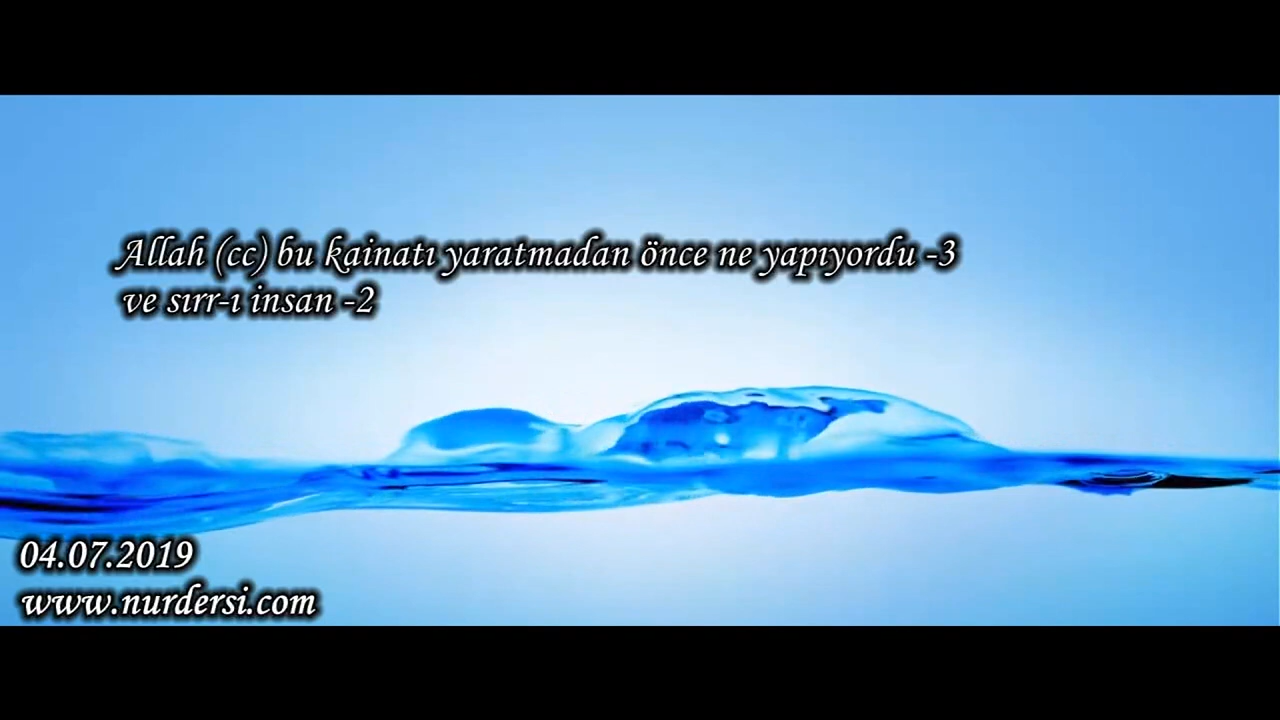 Allah (cc) bu kainatı yaratmadan önce ne yapıyordu -3
ve sırr-ı insan -2
04.07.2019
www.nurdersi.com